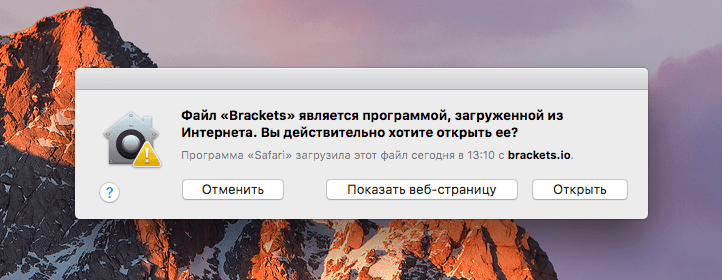 Файл «Brackets» является программой, загруженной из
Интернета. Вы действительно хотите открыть ее?
Программа «Safari» загрузила этот файл сегодня в 13:10 с brackets.io.
?
Отменить
Показать веб-страницу
Открыть